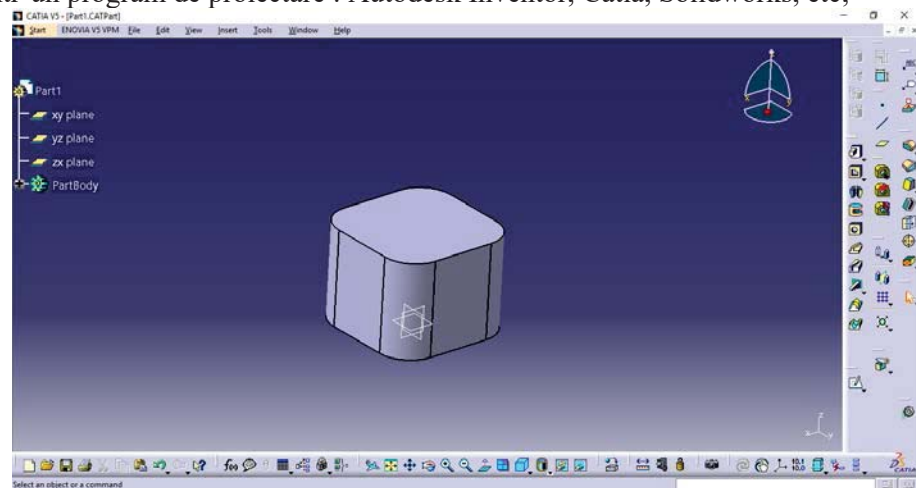 un program de proiectare : Autodesk Inventor, Catia, Solidworks, etc,
CATIA V5 - [Part1.CATPart]
Start ENOVIA V5 VPM File Edit View Insert Tools Window Help
Part1
xy plane
yz plane
zx plane
PartBody
z
x
y
Select an object or a command
CATIA